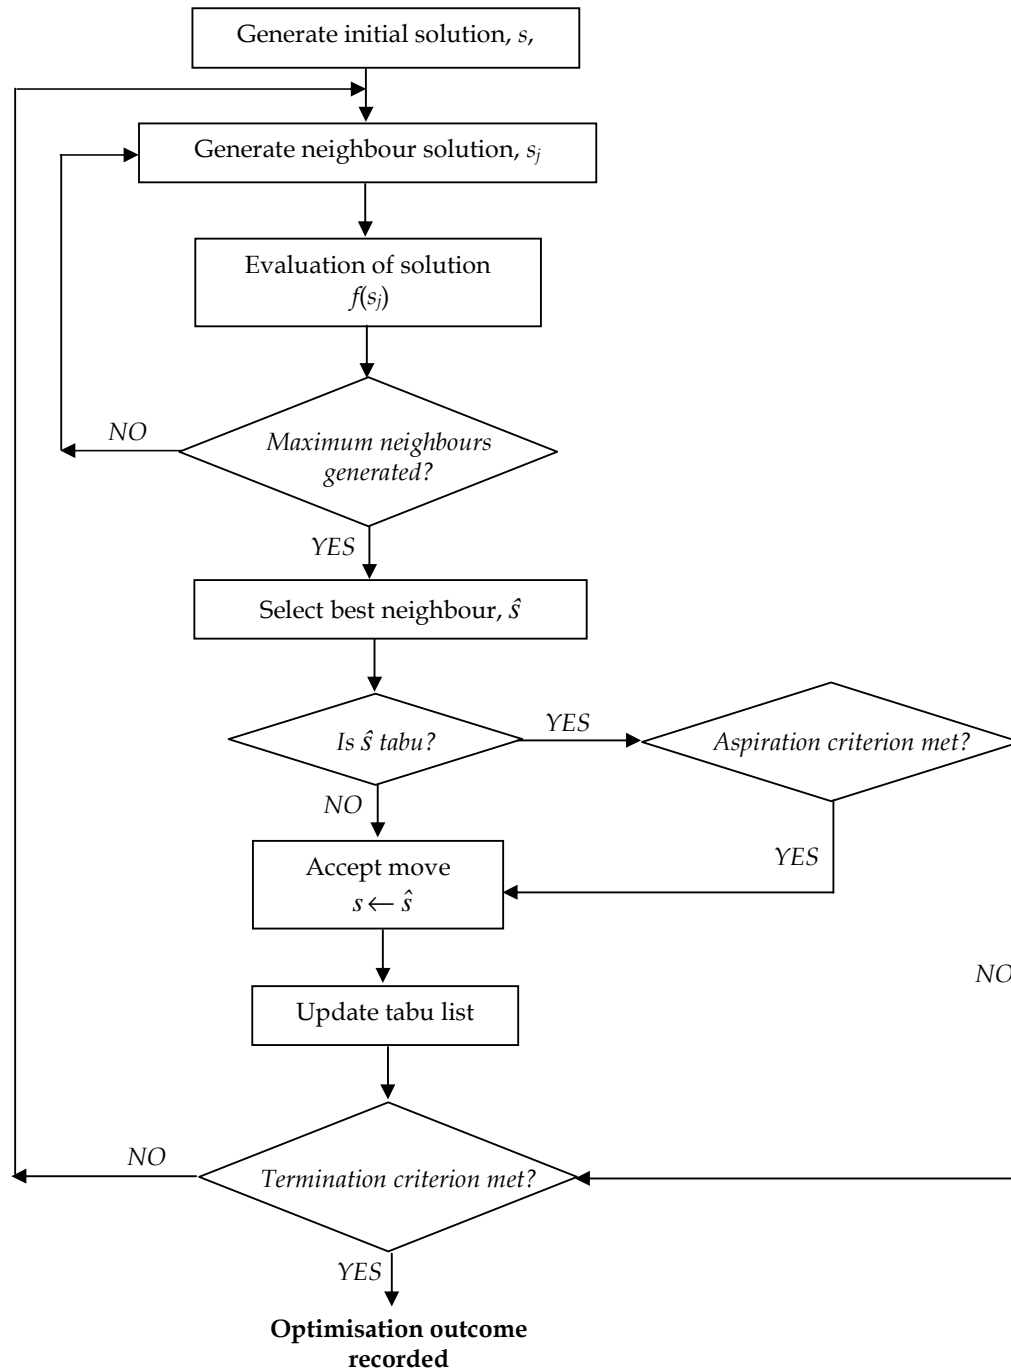 Generate initial solution, s,
Generate neighbour solution, sj
Evaluation of solution
f(sj)
NO
Maximum neighbours
generated?
YES
Select best neighbour, ŝ
Is ŝ tabu?
YES
Aspiration criterion met?
NO
YES
Accept move
s ← ŝ
NO
Update tabu list
NO
Termination criterion met?
YES
Optimisation outcome
recorded